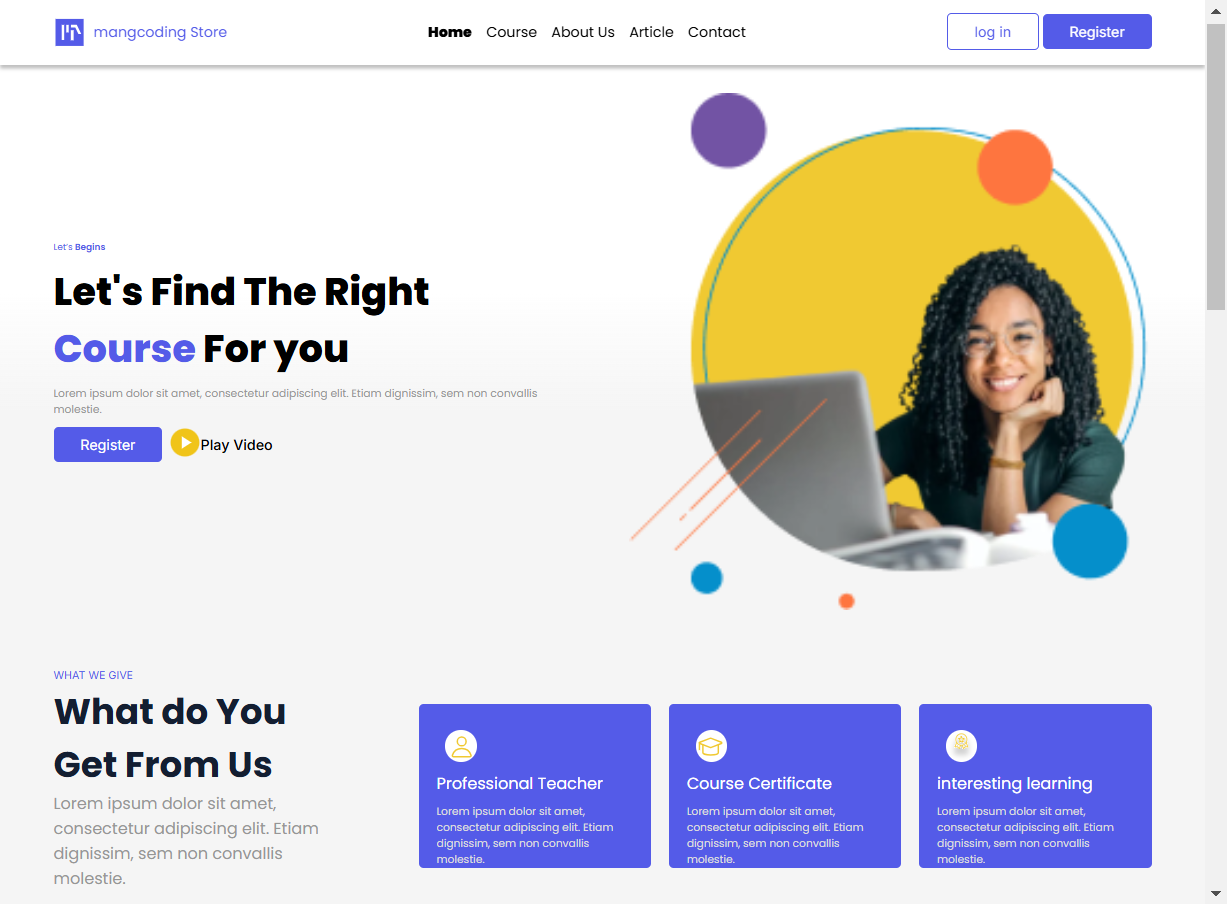 mangcoding Store
Home Course About Us Article Contact
log in Register
Let's Begins
Let's Find The Right
Course For you
Lorem ipsum dolor sit amet, consectetur adipiscing elit. Etiam dignissim, sem non convallis
molestie.
Register Play Video
WHAT WE GIVE
What do You
Get From Us
Lorem ipsum dolor sit amet,
consectetur adipiscing elit. Etiam
dignissim, sem non convallis
molestie.
Professional Teacher
Lorem ipsum dolor sit amet,
consectetur adipiscing elit. Etiam
dignissim, sem non convallis
molestie.
Course Certificate
Lorem ipsum dolor sit amet,
consectetur adipiscing elit. Etiam
dignissim, sem non convallis
molestie.
interesting learning
Lorem ipsum dolor sit amet,
consectetur adipiscing elit. Etiam
dignissim, sem non convallis
molestie.